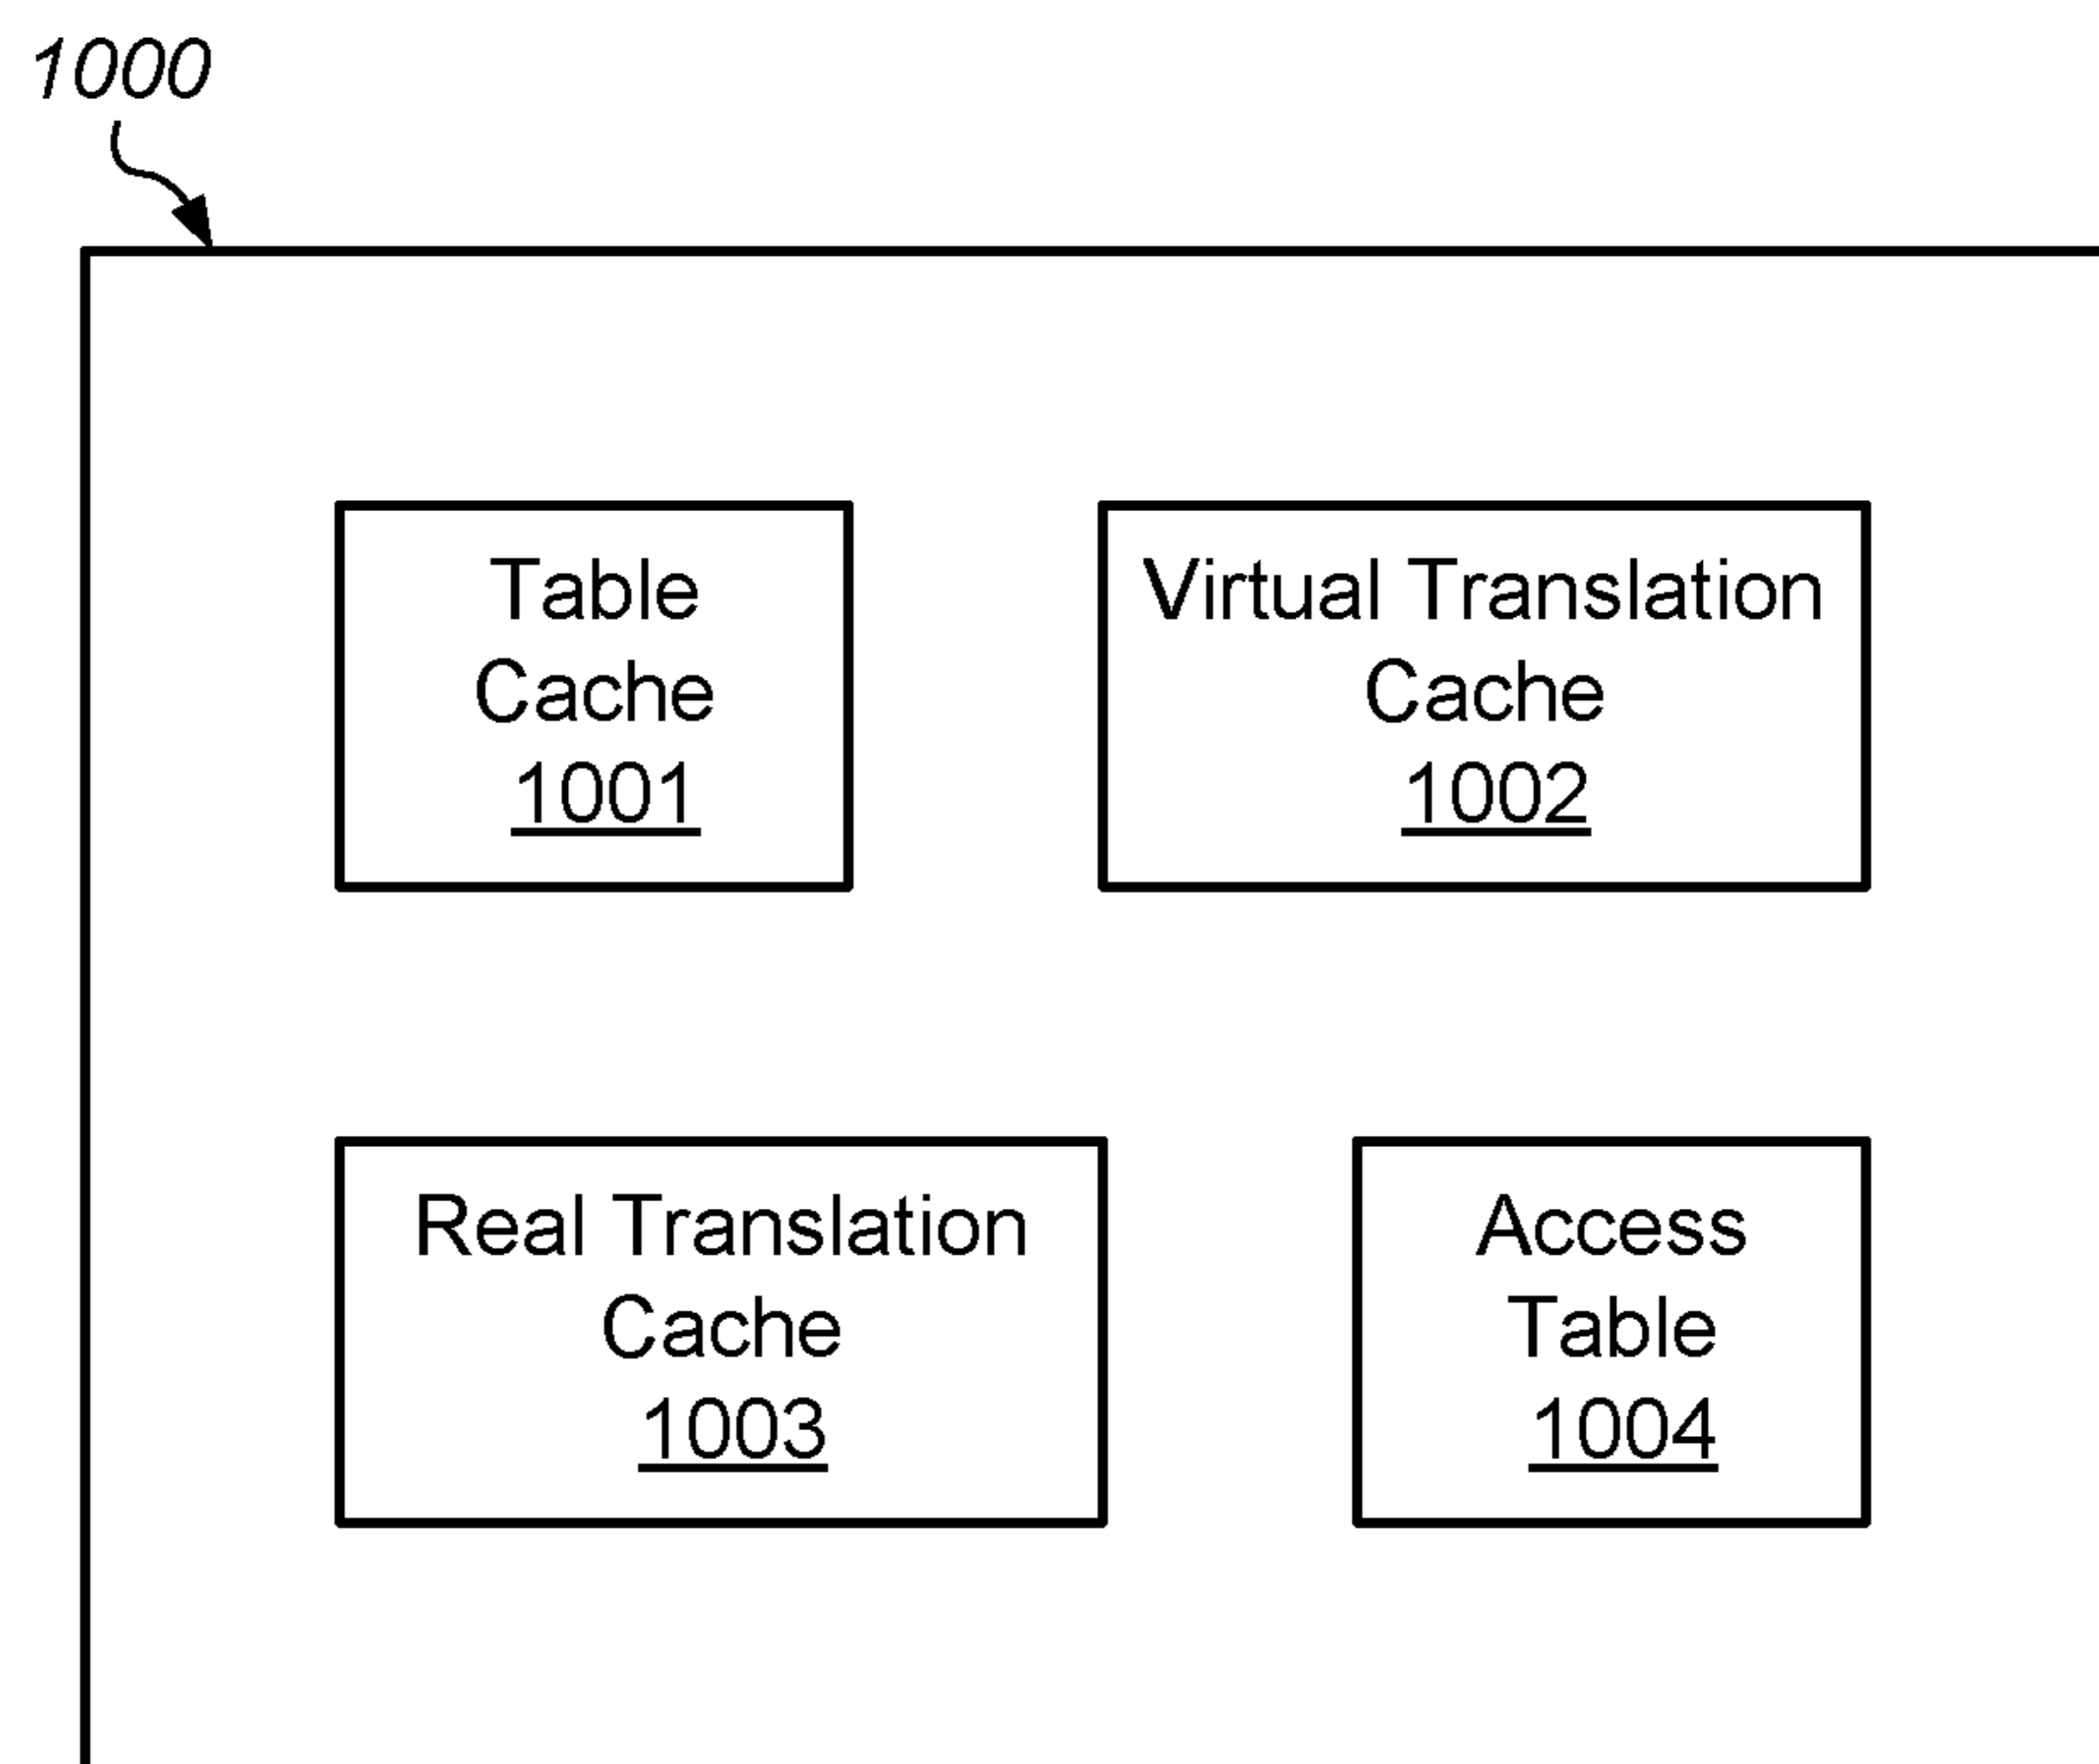 1000
Table
Cache
1001
Virtual Translation
Cache
1002
Real Translation
Cache
1003
Access
Table
1004